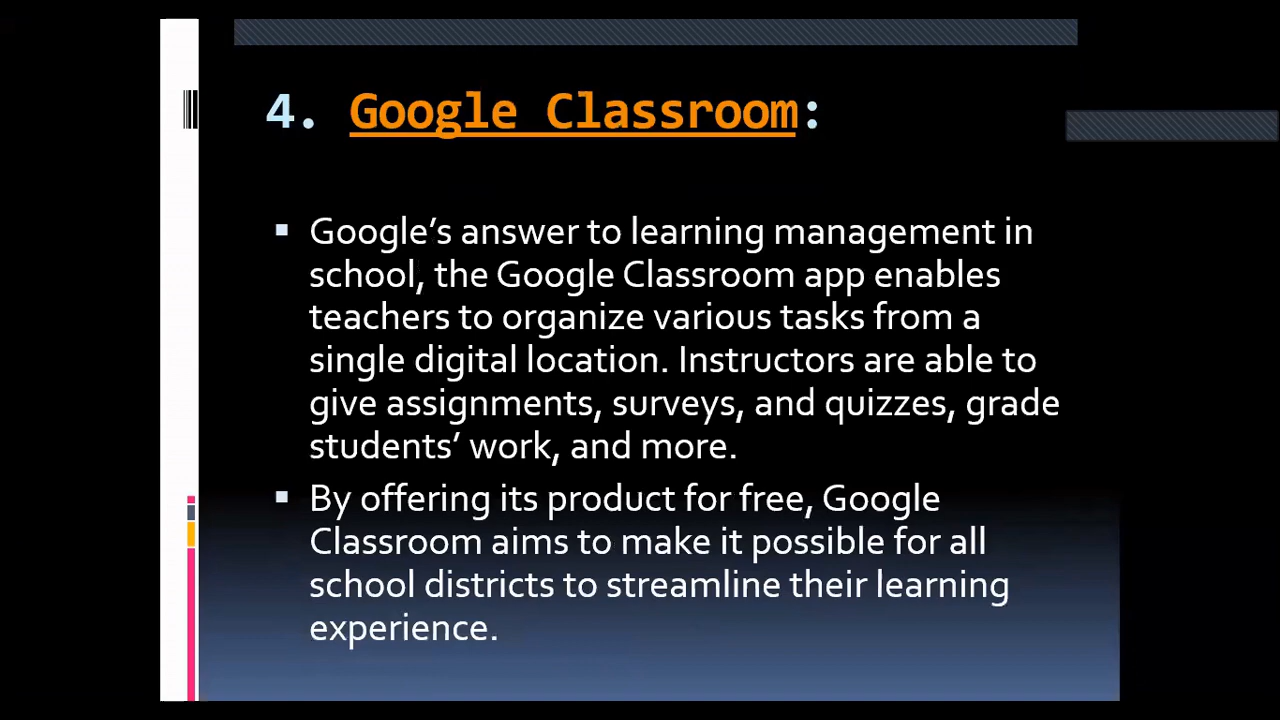 4. Google Classroom:
▪ Google’s answer to learning management in
school, the Google Classroom app enables
teachers to organize various tasks from a
single digital location. Instructors are able to
give assignments, surveys, and quizzes, grade
students’ work, and more.
▪ By offering its product for free, Google
Classroom aims to make it possible for all
school districts to streamline their learning
experience.